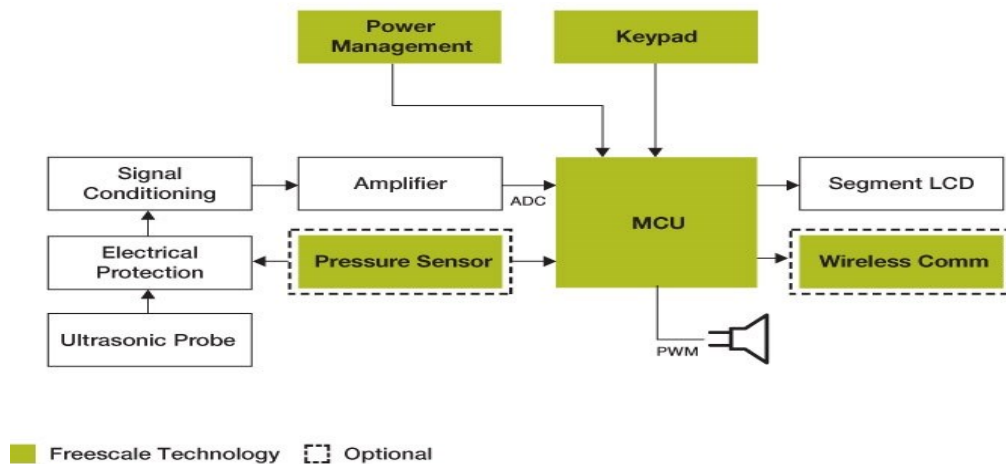 Power
Management
Keypad
Signal
Conditioning
Amplifier
ADC
MCU
Segment LCD
Electrical
Protection
Pressure Sensor
Wireless Comm
Ultrasonic Probe
PWM
Freescale Technology
Optional